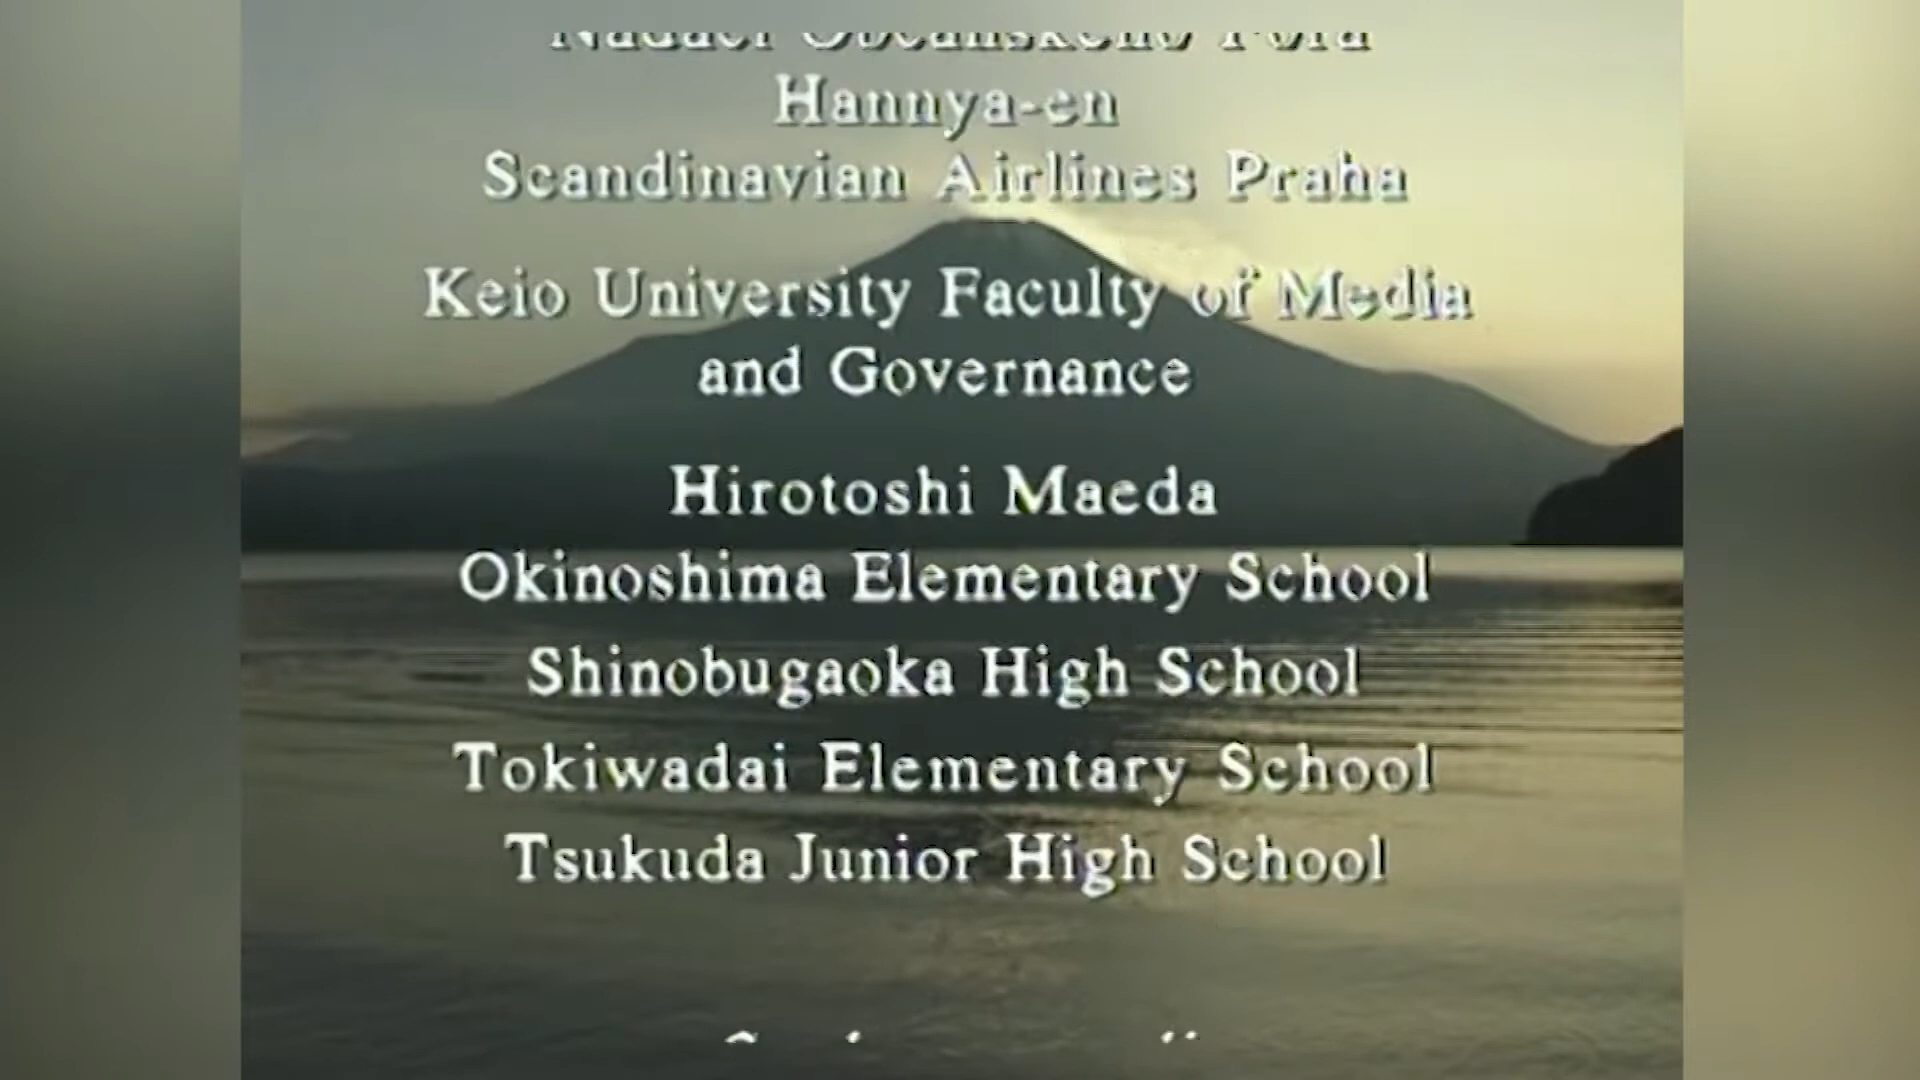 Hannya-en
Scandinavian Airlines Praha
Keio University Faculty of Media
and Governance
Hirotoshi Maeda
Okinoshima Elementary School
Shinobugaoka High School
Tokiwadai Elementary School
Tsukuda Junior High School